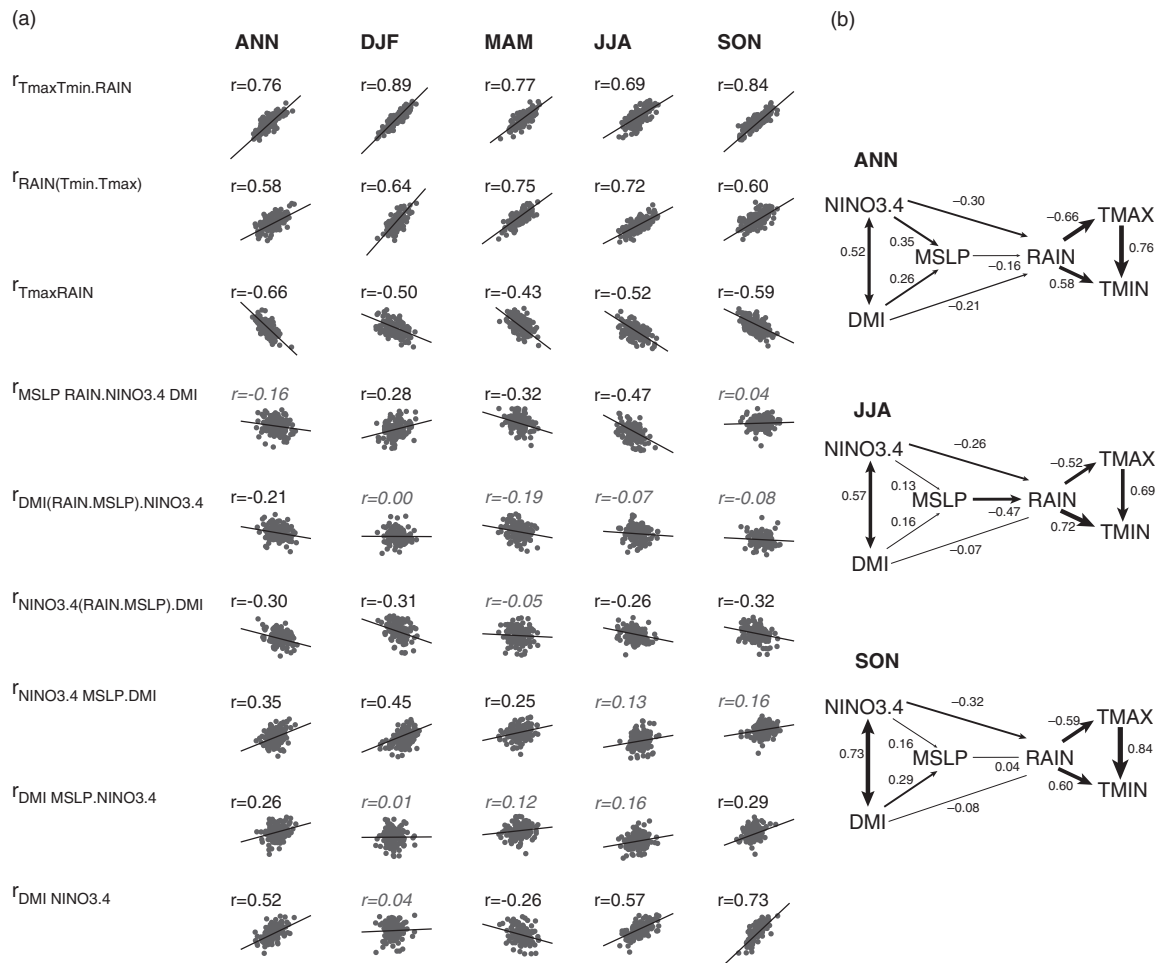 (a)
ANN DJF MAM JJA SON
rTmaxTmin.RAIN r=0.76 r=0.89 r=0.77 r=0.69 r=0.84
rRAIN(Tmin.Tmax) r=0.58 r=0.64 r=0.75 r=0.72 r=0.60
rTmaxRAIN r=-0.66 r=-0.50 r=-0.43 r=-0.52 r=-0.59
rMSLP RAIN.NINO3.4 DMI r=-0.16 r=0.28 r=-0.32 r=-0.47 r=0.04
rDMI(RAIN.MSLP).NINO3.4 r=-0.21 r=0.00 r=-0.19 r=-0.07 r=-0.08
rNINO3.4(RAIN.MSLP).DMI r=-0.30 r=-0.31 r=-0.05 r=-0.26 r=-0.32
rNINO3.4 MSLP.DMI r=0.35 r=0.45 r=0.25 r=0.13 r=0.16
rDMI MSLP.NINO3.4 r=0.26 r=0.01 r=0.12 r=0.16 r=0.29
rDMI NINO3.4 r=0.52 r=0.04 r=-0.26 r=0.57 r=0.73
(b)
ANN
NINO3.4 −0.30 −0.66 TMAX
0.52 0.35 MSLP −0.16 RAIN 0.76
0.26 0.58 TMIN
DMI −0.21
JJA
NINO3.4 −0.26 −0.52 TMAX
0.57 0.13 MSLP −0.47 RAIN 0.69
0.16 0.72 TMIN
DMI −0.07
SON
NINO3.4 −0.32 −0.59 TMAX
0.73 0.16 MSLP 0.04 RAIN 0.84
0.29 0.60 TMIN
DMI −0.08